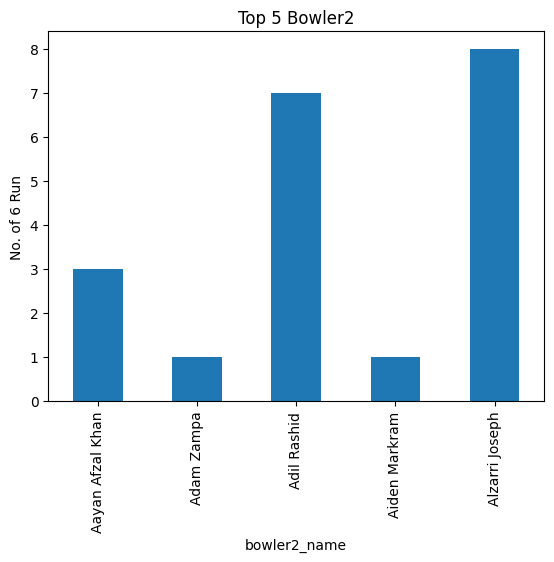 Top 5 Bowler2
No. of 6 Run
8
7
6
5
4
3
2
1
0
Aayan Afzal Khan
Adam Zampa
Adil Rashid
Aiden Markram
Alzarri Joseph
bowler2_name